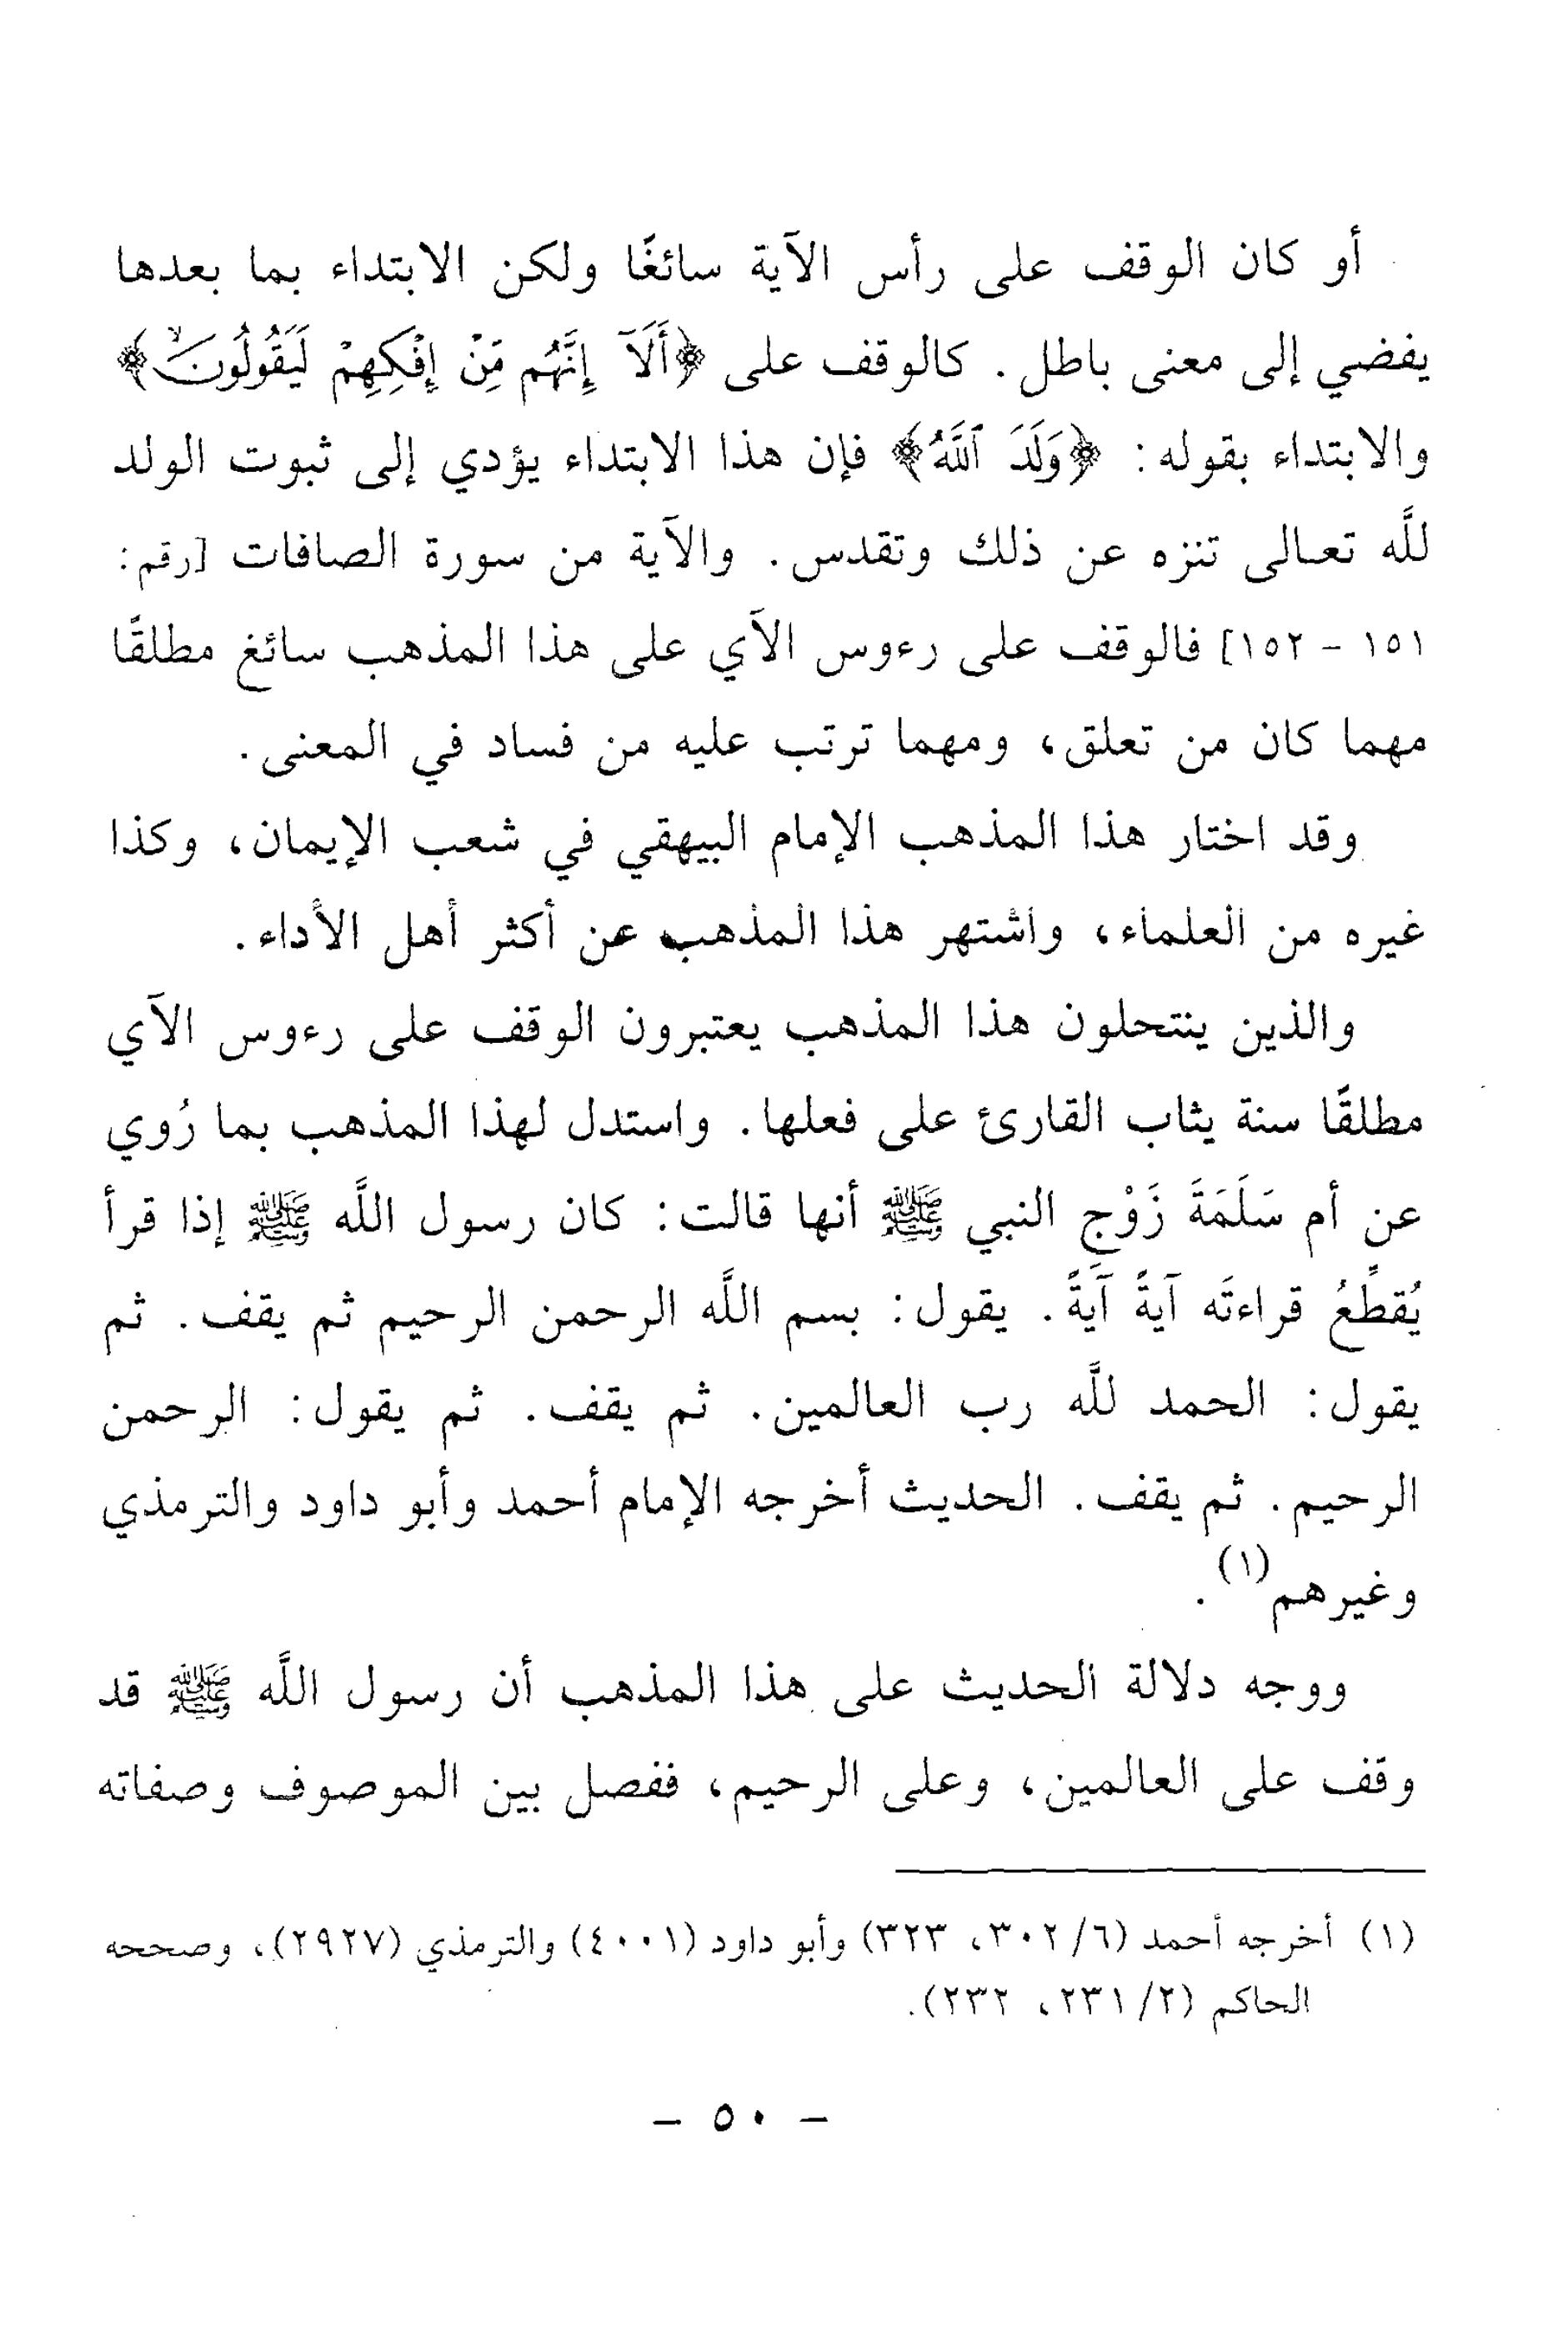 أو كان الوقف على رأس الآية سائغًا ولكن الابتداء بما بعدها
يفضي إلى معنى باطل. كالوقف على ﴿أَلَآ إِنَّهُم مِّنْ إِفْكِهِمْ لَيَقُولُونَ ۙ﴾
والابتداء بقوله: ﴿وَلَدَ ٱللَّهُ﴾ فإن هذا الابتداء يؤدي إلى ثبوت الولد
للَّه تعالى تنزه عن ذلك وتقدس. والآية من سورة الصافات [رقم:
١٥١ - ١٥٢] فالوقف على رءوس الآي على هذا المذهب سائغ مطلقًا
مهما كان من تعلق، ومهما ترتب عليه من فساد في المعنى.
وقد اختار هذا المذهب الإمام البيهقي في شعب الإيمان، وكذا
غيره من العلماء، واشتهر هذا المذهب عن أكثر أهل الأداء.
والذين ينتحلون هذا المذهب يعتبرون الوقف على رءوس الآي
مطلقًا سنة يثاب القارئ على فعلها. واستدل لهذا المذهب بما رُوي
عن أم سَلَمَةَ زَوْجِ النبي ﷺ أنها قالت: كان رسول اللَّه ﷺ إذا قرأ
يُقطِّعُ قراءتَه آيةً آيةً. يقول: بسم اللَّه الرحمن الرحيم ثم يقف. ثم
يقول: الحمد للَّه رب العالمين. ثم يقف. ثم يقول: الرحمن
الرحيم. ثم يقف. الحديث أخرجه الإمام أحمد وأبو داود والترمذي
وغيرهم(١).
ووجه دلالة الحديث على هذا المذهب أن رسول اللَّه ﷺ قد
وقف على العالمين، وعلى الرحيم، ففصل بين الموصوف وصفاته
(١) أخرجه أحمد (٦/ ٣٠٢، ٣٢٣) وأبو داود (٤٠٠١) والترمذي (٢٩٢٧)، وصححه
الحاكم (٢/ ٢٣١، ٢٣٢).
- ٥٠ -